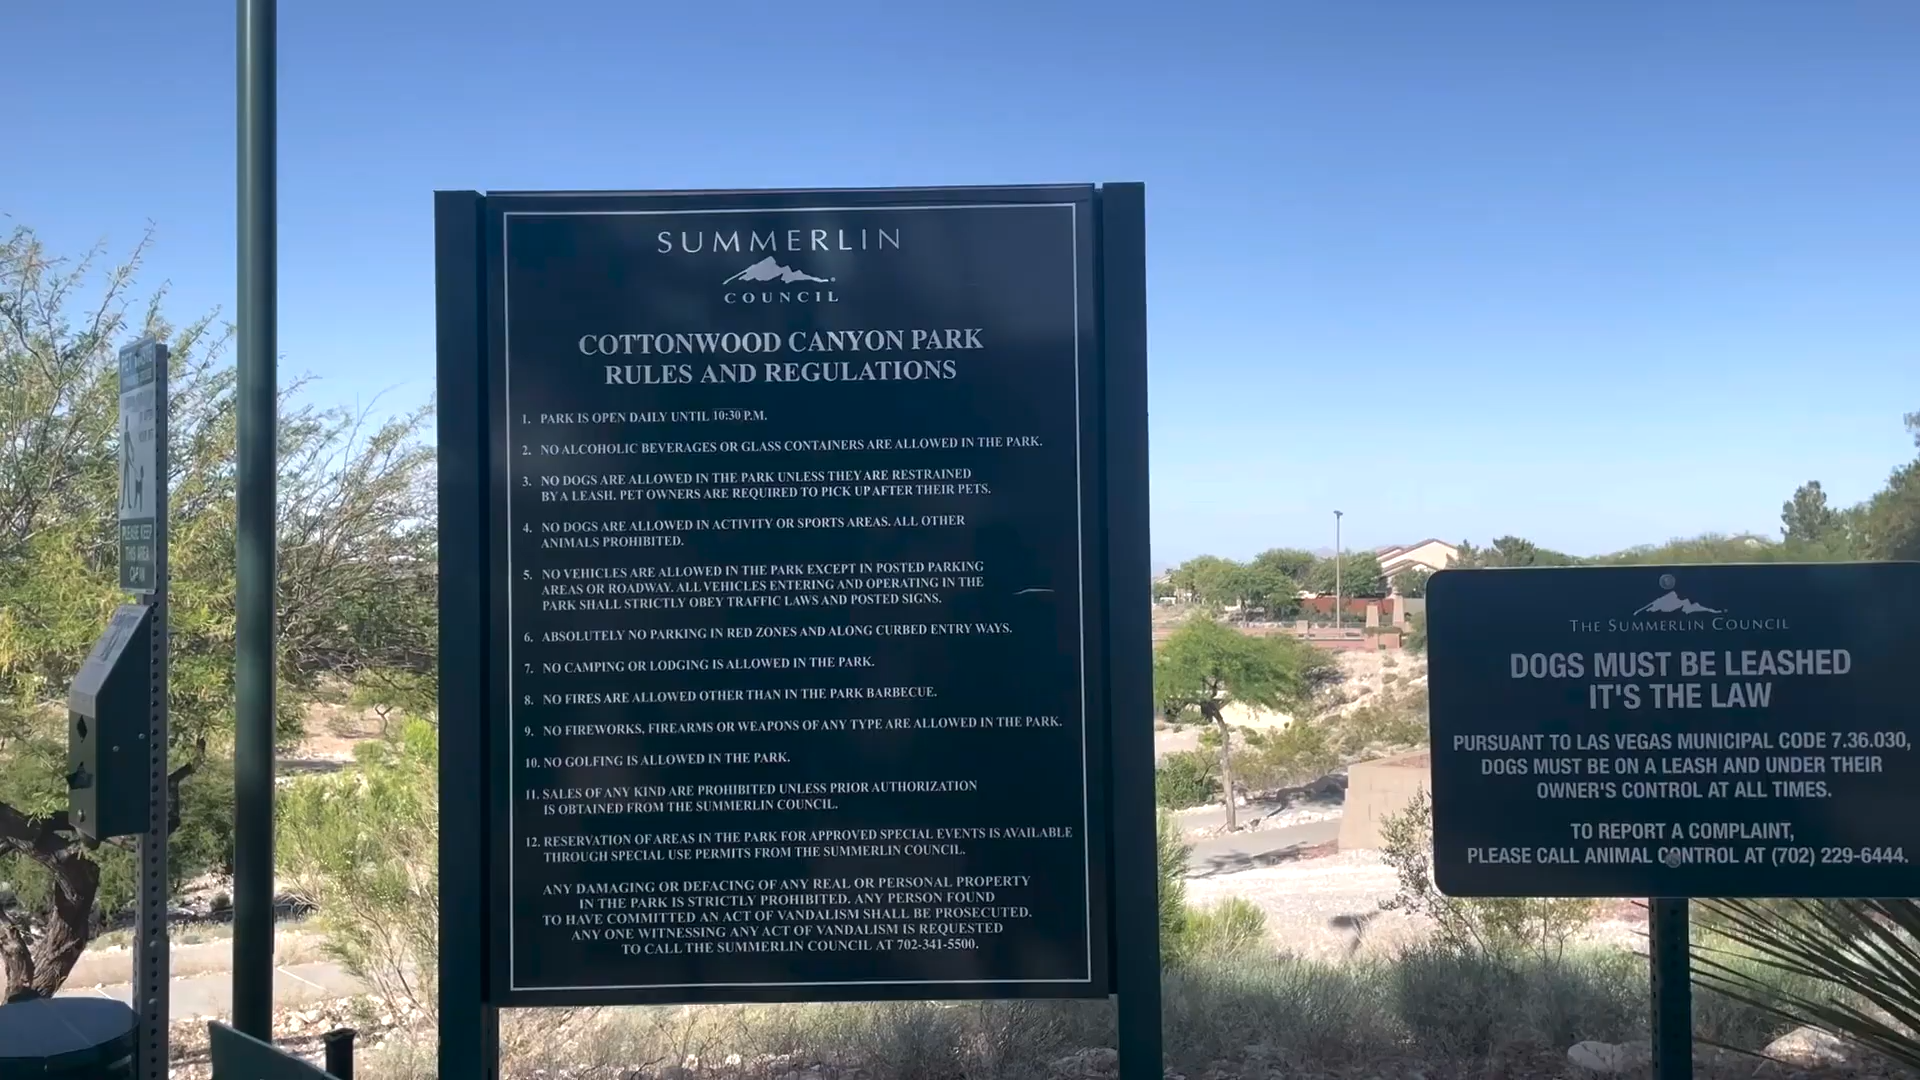 SUMMERLIN
COUNCIL
COTTONWOOD CANYON PARK
RULES AND REGULATIONS
1. PARK IS OPEN DAILY UNTIL 10:30 P.M.
2. NO ALCOHOLIC BEVERAGES OR GLASS CONTAINERS ARE ALLOWED IN THE PARK.
3. NO DOGS ARE ALLOWED IN THE PARK UNLESS THEY ARE RESTRAINED
BY A LEASH. PET OWNERS ARE REQUIRED TO PICK UP AFTER THEIR PETS.
4. NO DOGS ARE ALLOWED IN ACTIVITY OR SPORTS AREAS. ALL OTHER
ANIMALS PROHIBITED.
5. NO VEHICLES ARE ALLOWED IN THE PARK EXCEPT IN POSTED PARKING
AREAS OR ROADWAY. ALL VEHICLES ENTERING AND OPERATING IN THE
PARK SHALL STRICTLY OBEY TRAFFIC LAWS AND POSTED SIGNS.
6. ABSOLUTELY NO PARKING IN RED ZONES AND ALONG CURBED ENTRY WAYS.
7. NO CAMPING OR LODGING IS ALLOWED IN THE PARK.
8. NO FIRES ARE ALLOWED OTHER THAN IN THE PARK BARBECUE.
9. NO FIREWORKS, FIREARMS OR WEAPONS OF ANY TYPE ARE ALLOWED IN THE PARK.
10. NO GOLFING IS ALLOWED IN THE PARK.
11. SALES OF ANY KIND ARE PROHIBITED UNLESS PRIOR AUTHORIZATION
IS OBTAINED FROM THE SUMMERLIN COUNCIL.
12. RESERVATION OF AREAS IN THE PARK FOR APPROVED SPECIAL EVENTS IS AVAILABLE
THROUGH SPECIAL USE PERMITS FROM THE SUMMERLIN COUNCIL.
ANY DAMAGING OR DEFACING OF ANY REAL OR PERSONAL PROPERTY
IN THE PARK IS STRICTLY PROHIBITED. ANY PERSON FOUND
TO HAVE COMMITTED AN ACT OF VANDALISM SHALL BE PROSECUTED.
ANY ONE WITNESSING ANY ACT OF VANDALISM IS REQUESTED
TO CALL THE SUMMERLIN COUNCIL AT 702-341-5500.
THE SUMMERLIN COUNCIL
DOGS MUST BE LEASHED
IT'S THE LAW
PURSUANT TO LAS VEGAS MUNICIPAL CODE 7.36.030,
DOGS MUST BE ON A LEASH AND UNDER THEIR
OWNER'S CONTROL AT ALL TIMES.
TO REPORT A COMPLAINT,
PLEASE CALL ANIMAL CONTROL AT (702) 229-6444.
PLEASE KEEP
THIS AREA
CLEAN